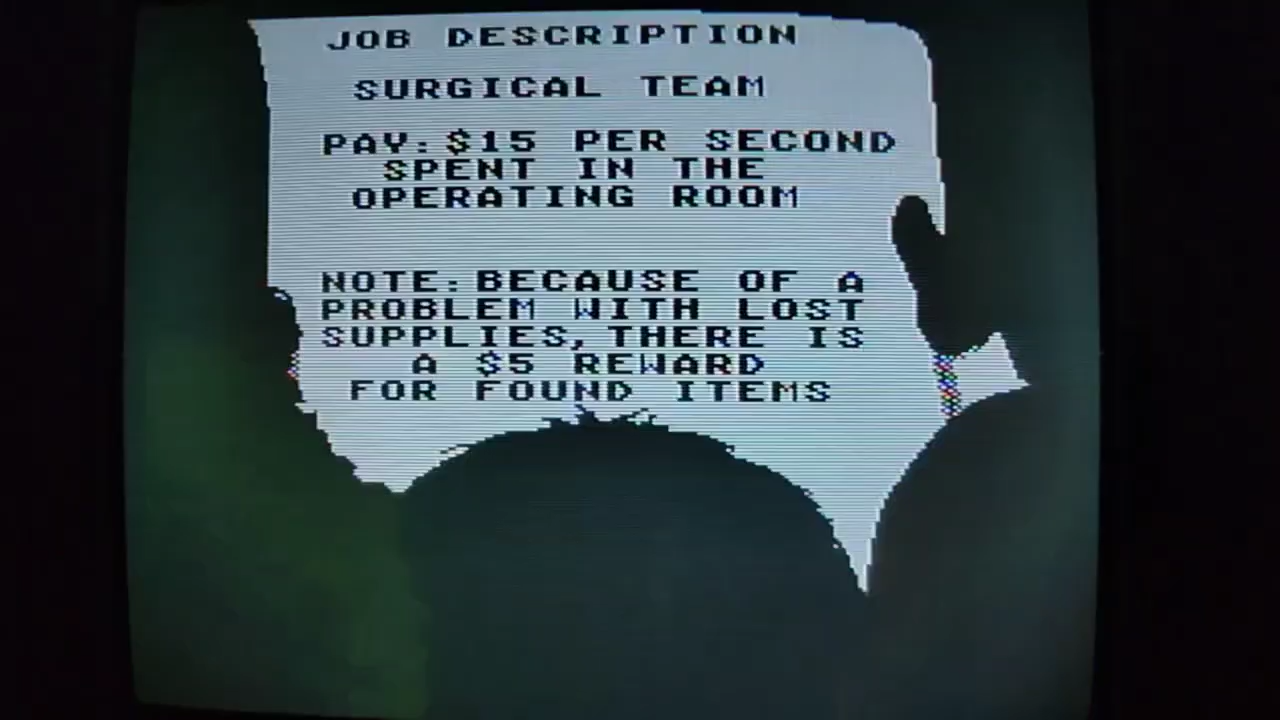 JOB DESCRIPTION
SURGICAL TEAM
PAY:$15 PER SECOND
SPENT IN THE
OPERATING ROOM
NOTE:BECAUSE OF A
PROBLEM WITH LOST
SUPPLIES,THERE IS
A $5 REWARD
FOR FOUND ITEMS